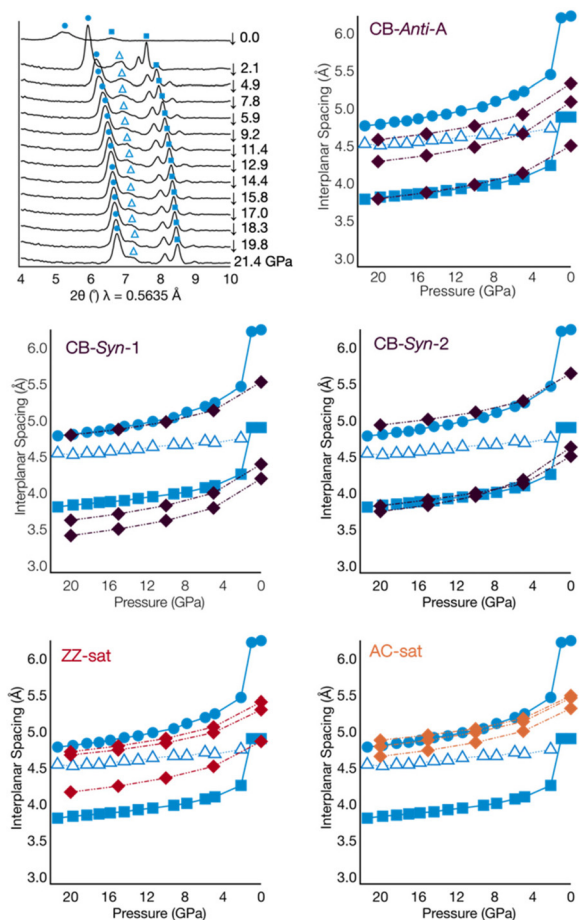 0.0
2.1
4.9
7.8
5.9
9.2
11.4
12.9
14.4
15.8
17.0
18.3
19.8
21.4 GPa
4 5 6 7 8 9 10
2θ (°) λ = 0.5635 Å
CB-Anti-A
Interplanar Spacing (Å)
6.0
5.5
5.0
4.5
4.0
3.5
3.0
20 16 12 8 4 0
Pressure (GPa)
CB-Syn-1
Interplanar Spacing (Å)
6.0
5.5
5.0
4.5
4.0
3.5
3.0
20 16 12 8 4 0
Pressure (GPa)
CB-Syn-2
Interplanar Spacing (Å)
6.0
5.5
5.0
4.5
4.0
3.5
3.0
20 16 12 8 4 0
Pressure (GPa)
ZZ-sat
Interplanar Spacing (Å)
6.0
5.5
5.0
4.5
4.0
3.5
3.0
20 16 12 8 4 0
Pressure (GPa)
AC-sat
Interplanar Spacing (Å)
6.0
5.5
5.0
4.5
4.0
3.5
3.0
20 16 12 8 4 0
Pressure (GPa)